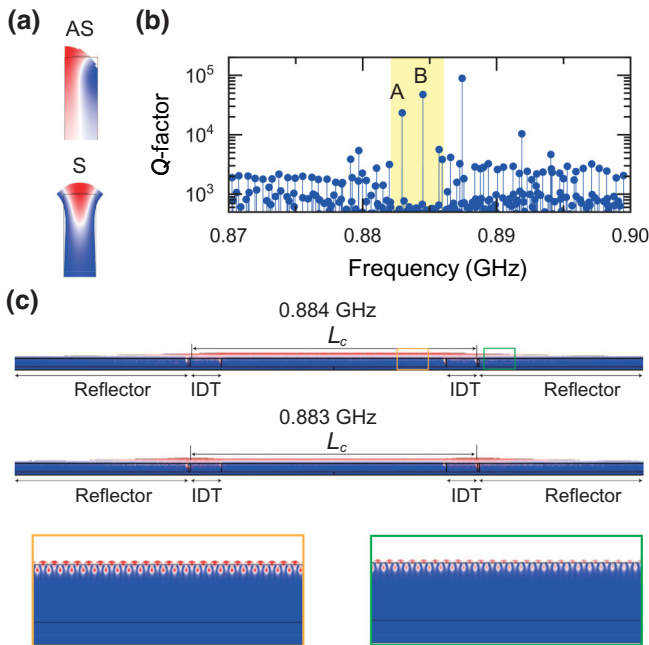 (a)
AS
S
(b)
A
B
10^5
10^4
10^3
Q-factor
0.87 0.88 0.89 0.90
Frequency (GHz)
(c)
0.884 GHz
L_c
Reflector IDT IDT Reflector
0.883 GHz
L_c
Reflector IDT IDT Reflector